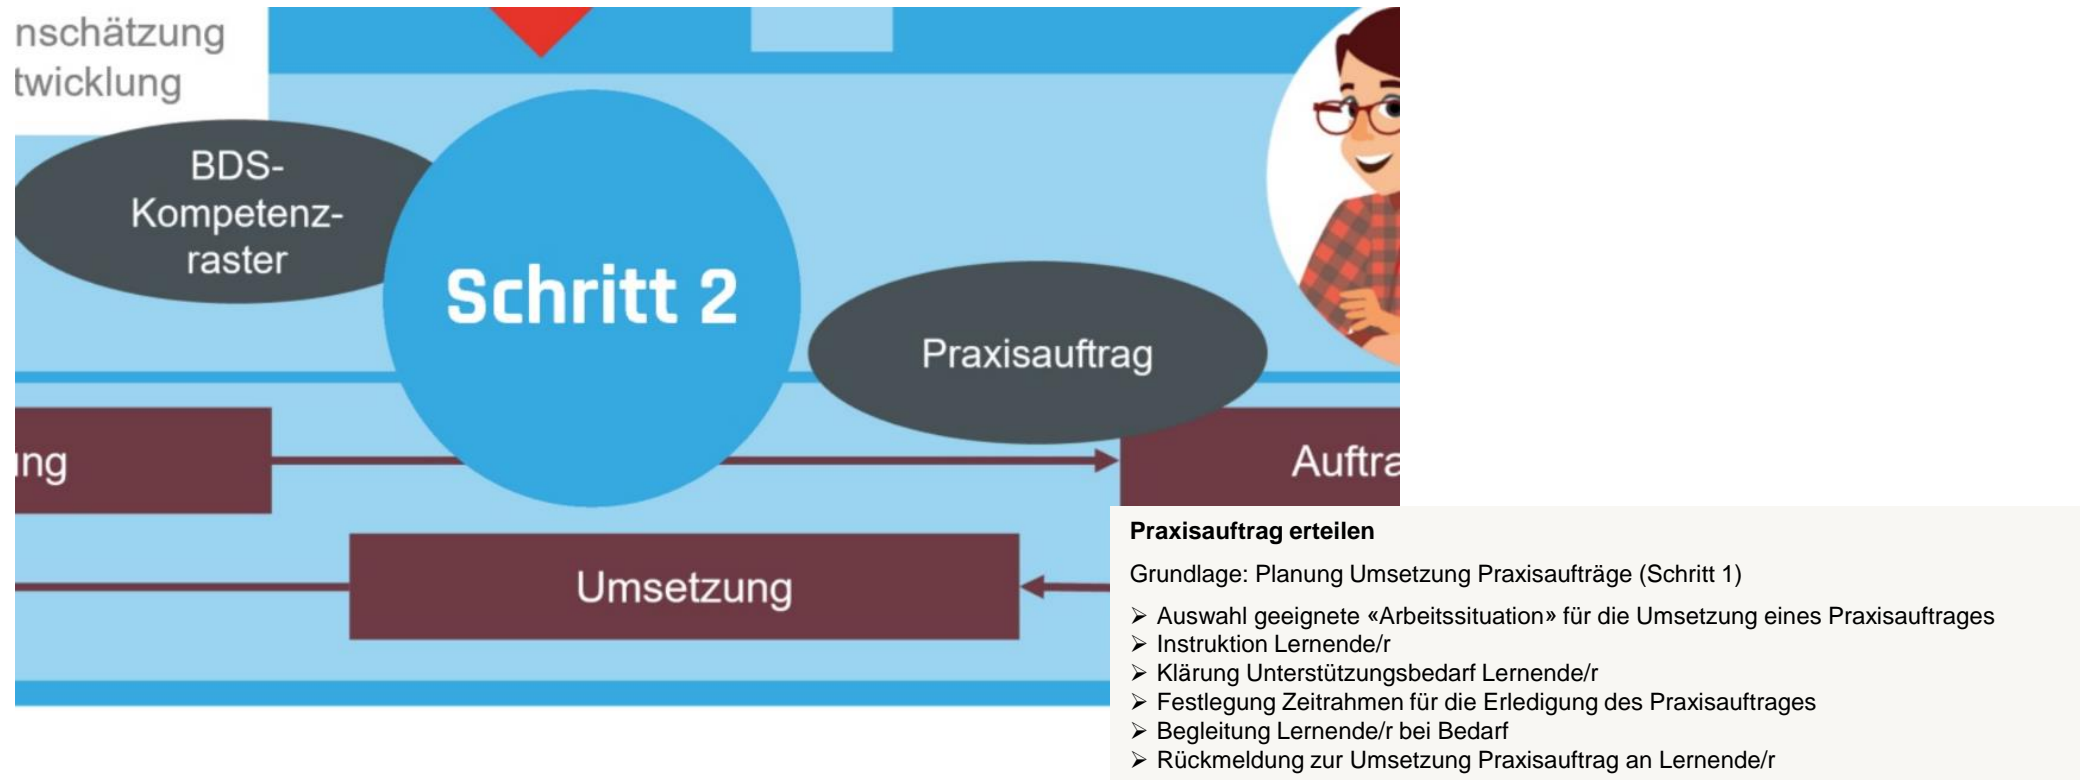 nschätzung
twicklung
BDS-
Kompetenz-
raster
Schritt 2
Praxisauftrag
ung
Auftra
Umsetzung
Praxisauftrag erteilen
Grundlage: Planung Umsetzung Praxisaufträge (Schritt 1)
➢ Auswahl geeignete «Arbeitssituation» für die Umsetzung eines Praxisauftrages
➢ Instruktion Lernende/r
➢ Klärung Unterstützungsbedarf Lernende/r
➢ Festlegung Zeitrahmen für die Erledigung des Praxisauftrages
➢ Begleitung Lernende/r bei Bedarf
➢ Rückmeldung zur Umsetzung Praxisauftrag an Lernende/r